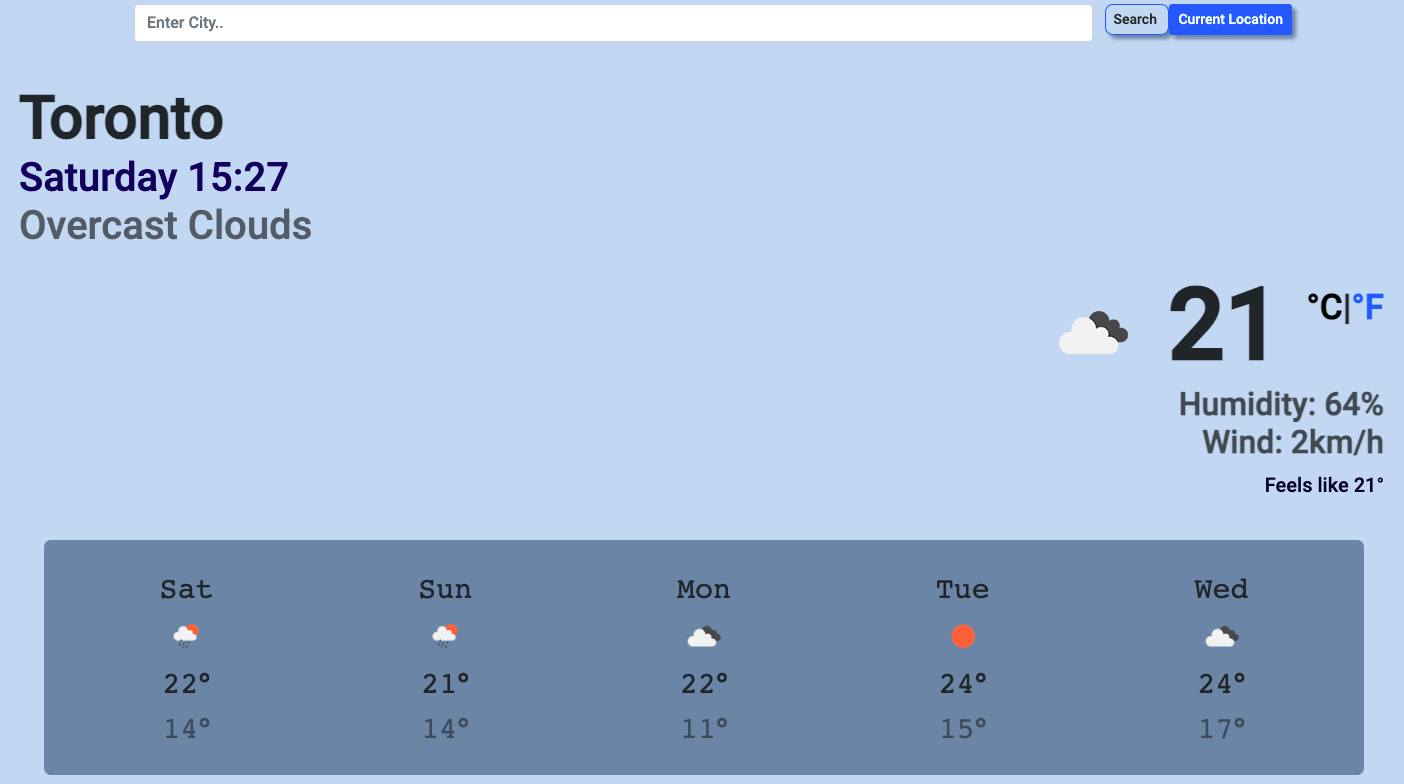 Enter City..
Search
Current Location
Toronto
Saturday 15:27
Overcast Clouds
21 °C|°F
Humidity: 64%
Wind: 2km/h
Feels like 21°
Sat Sun Mon Tue Wed
22° 21° 22° 24° 24°
14° 14° 11° 15° 17°